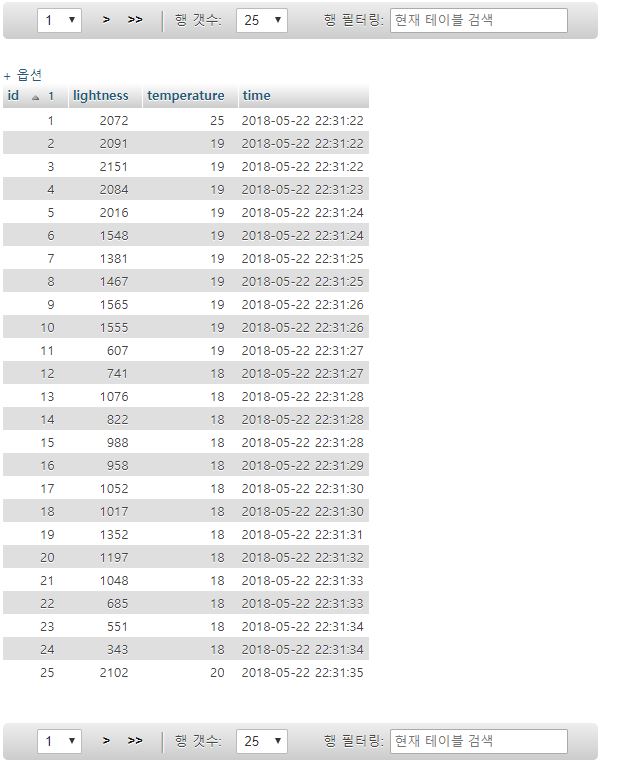 1 > >> 행 갯수: 25 행 필터링: 현재 테이블 검색
+ 옵션
id 1 lightness temperature time
1 2072 25 2018-05-22 22:31:22
2 2091 19 2018-05-22 22:31:22
3 2151 19 2018-05-22 22:31:22
4 2084 19 2018-05-22 22:31:23
5 2016 19 2018-05-22 22:31:24
6 1548 19 2018-05-22 22:31:24
7 1381 19 2018-05-22 22:31:25
8 1467 19 2018-05-22 22:31:25
9 1565 19 2018-05-22 22:31:26
10 1555 19 2018-05-22 22:31:26
11 607 19 2018-05-22 22:31:27
12 741 18 2018-05-22 22:31:27
13 1076 18 2018-05-22 22:31:28
14 822 18 2018-05-22 22:31:28
15 988 18 2018-05-22 22:31:28
16 958 18 2018-05-22 22:31:29
17 1052 18 2018-05-22 22:31:30
18 1017 18 2018-05-22 22:31:30
19 1352 18 2018-05-22 22:31:31
20 1197 18 2018-05-22 22:31:32
21 1048 18 2018-05-22 22:31:33
22 685 18 2018-05-22 22:31:33
23 551 18 2018-05-22 22:31:34
24 343 18 2018-05-22 22:31:34
25 2102 20 2018-05-22 22:31:35
1 > >> 행 갯수: 25 행 필터링: 현재 테이블 검색